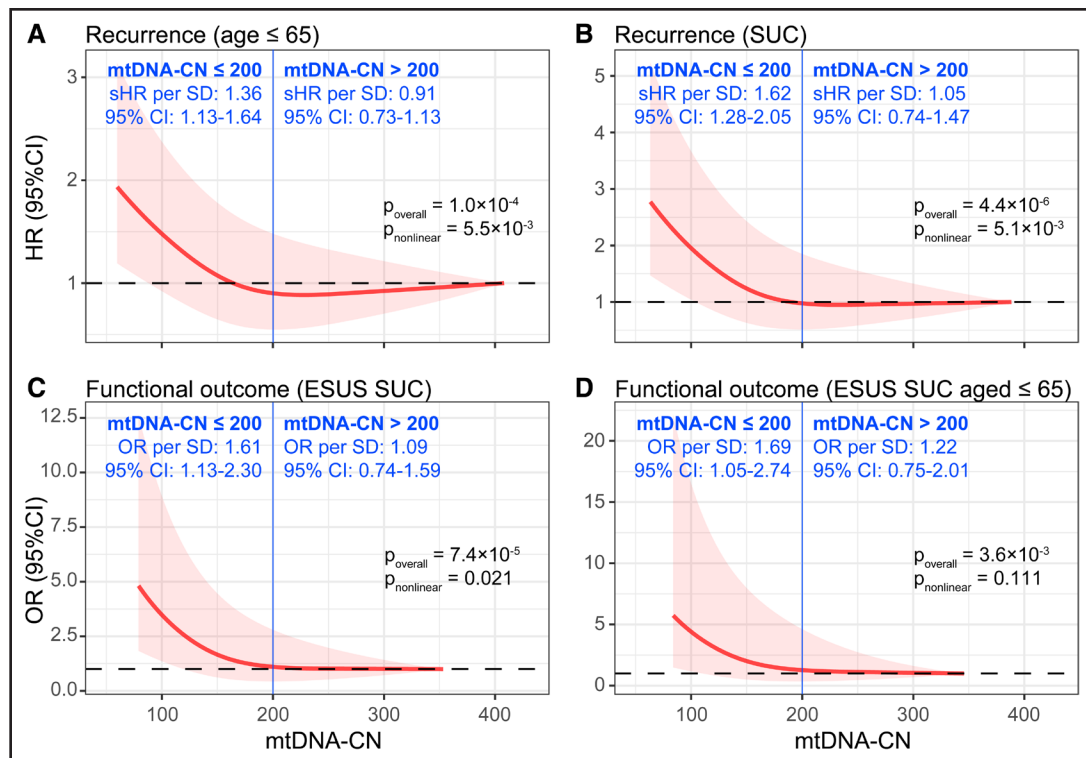 A Recurrence (age ≤ 65)
mtDNA-CN ≤ 200 mtDNA-CN > 200
sHR per SD: 1.36 sHR per SD: 0.91
95% CI: 1.13-1.64 95% CI: 0.73-1.13
p_overall = 1.0×10^-4
p_nonlinear = 5.5×10^-3
HR (95%CI)
3
2
1
B Recurrence (SUC)
mtDNA-CN ≤ 200 mtDNA-CN > 200
sHR per SD: 1.62 sHR per SD: 1.05
95% CI: 1.28-2.05 95% CI: 0.74-1.47
p_overall = 4.4×10^-6
p_nonlinear = 5.1×10^-3
5
4
3
2
1
C Functional outcome (ESUS SUC)
mtDNA-CN ≤ 200 mtDNA-CN > 200
OR per SD: 1.61 OR per SD: 1.09
95% CI: 1.13-2.30 95% CI: 0.74-1.59
p_overall = 7.4×10^-5
p_nonlinear = 0.021
OR (95%CI)
12.5
10.0
7.5
5.0
2.5
0.0
100 200 300 400
mtDNA-CN
D Functional outcome (ESUS SUC aged ≤ 65)
mtDNA-CN ≤ 200 mtDNA-CN > 200
OR per SD: 1.69 OR per SD: 1.22
95% CI: 1.05-2.74 95% CI: 0.75-2.01
p_overall = 3.6×10^-3
p_nonlinear = 0.111
20
15
10
5
0
100 200 300 400
mtDNA-CN